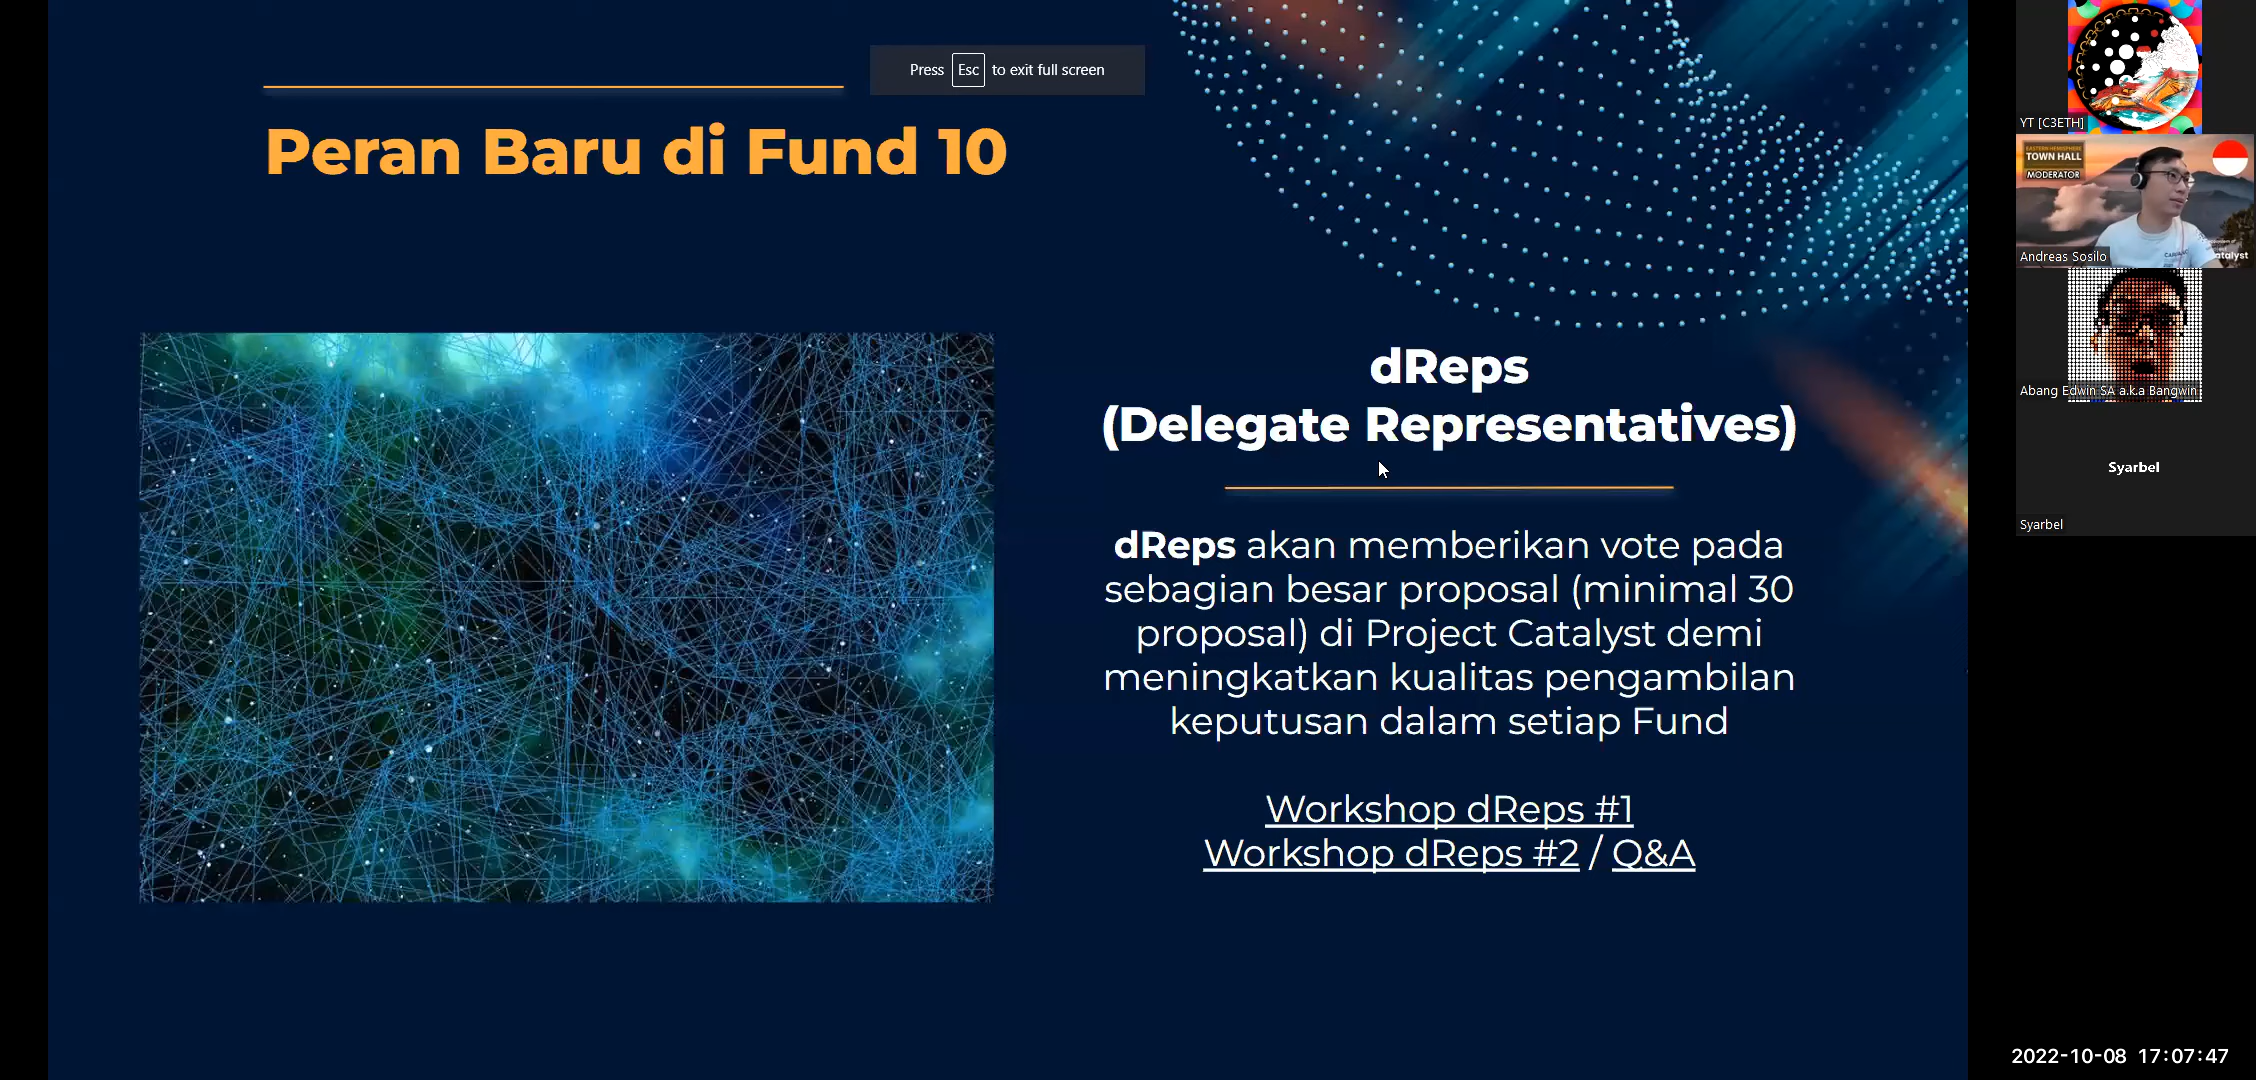 Press Esc to exit full screen
Peran Baru di Fund 10
dReps
(Delegate Representatives)
dReps akan memberikan vote pada
sebagian besar proposal (minimal 30
proposal) di Project Catalyst demi
meningkatkan kualitas pengambilan
keputusan dalam setiap Fund
Workshop dReps #1
Workshop dReps #2 / Q&A
YT [C3ETH]
EASTERN HEMISPHERE
TOWN HALL
MODERATOR
Andreas Sosilo
Abang Edwin SA a.k.a Bangwin
Syarbel
Syarbel
2022-10-08 17:07:47